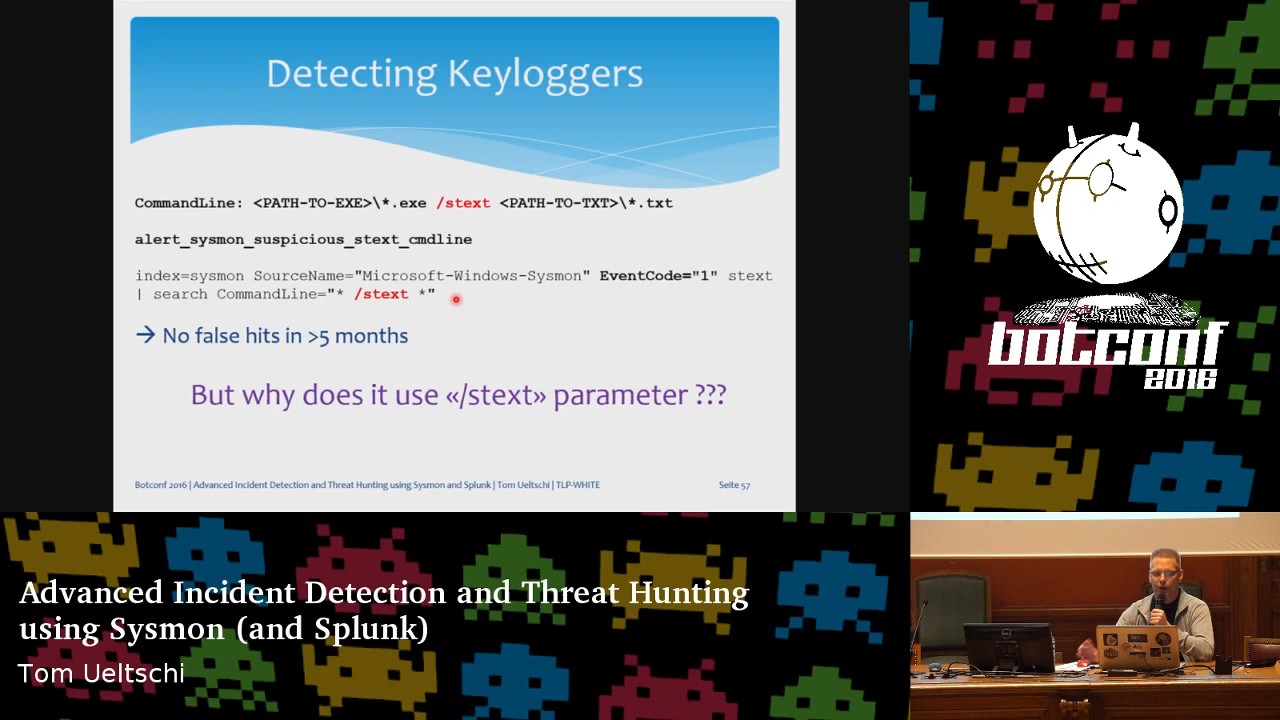 Detecting Keyloggers
CommandLine: <PATH-TO-EXE>\*.exe /stext <PATH-TO-TXT>\*.txt
alert_sysmon_suspicious_stext_cmdline
index=sysmon SourceName="Microsoft-Windows-Sysmon" EventCode="1" stext
| search CommandLine="* /stext *"
→ No false hits in >5 months
But why does it use «/stext» parameter ???
Botconf 2016 | Advanced Incident Detection and Threat Hunting using Sysmon and Splunk | Tom Ueltschi | TLP-WHITE
Seite 57
botconf
2016
Advanced Incident Detection and Threat Hunting
using Sysmon (and Splunk)
Tom Ueltschi